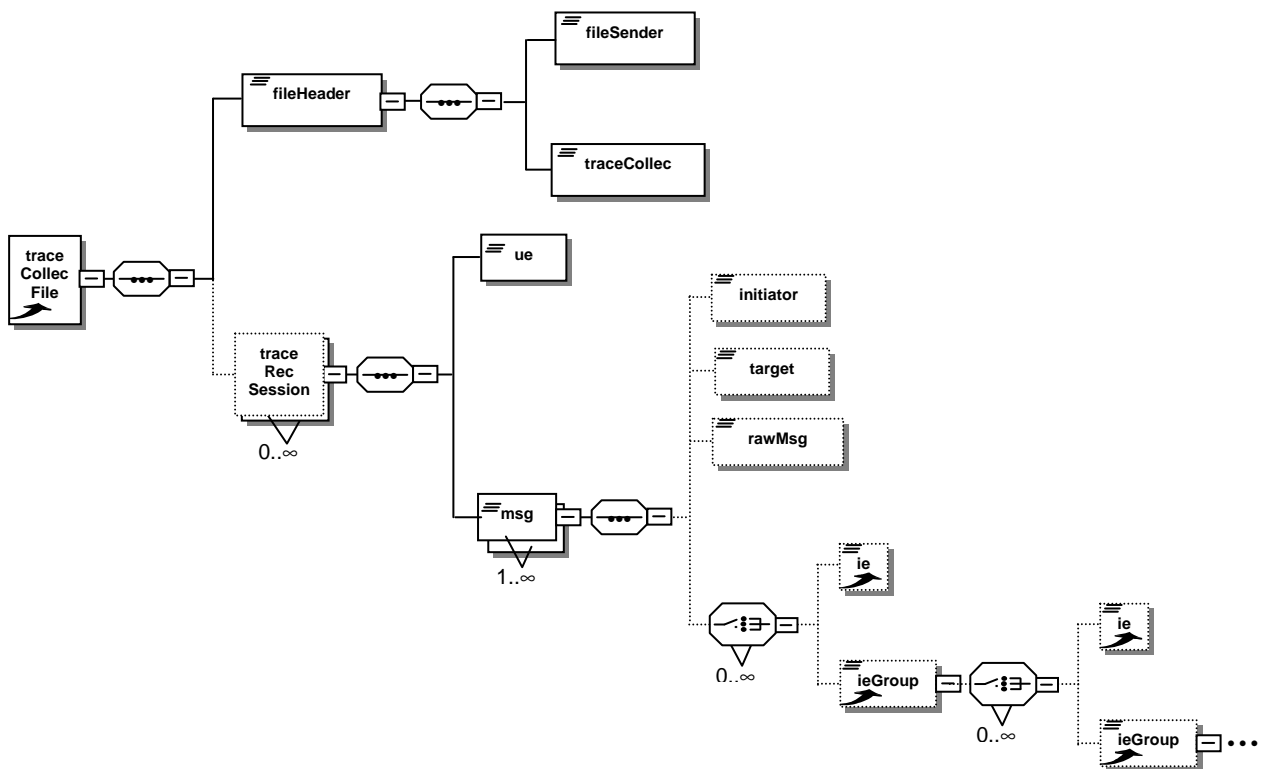 fileSender
fileHeader
traceCollec
trace
Collec
File
ue
initiator
trace
Rec
Session
target
0..∞
rawMsg
msg
1..∞
ie
ie
0..∞
ieGroup
0..∞
ieGroup